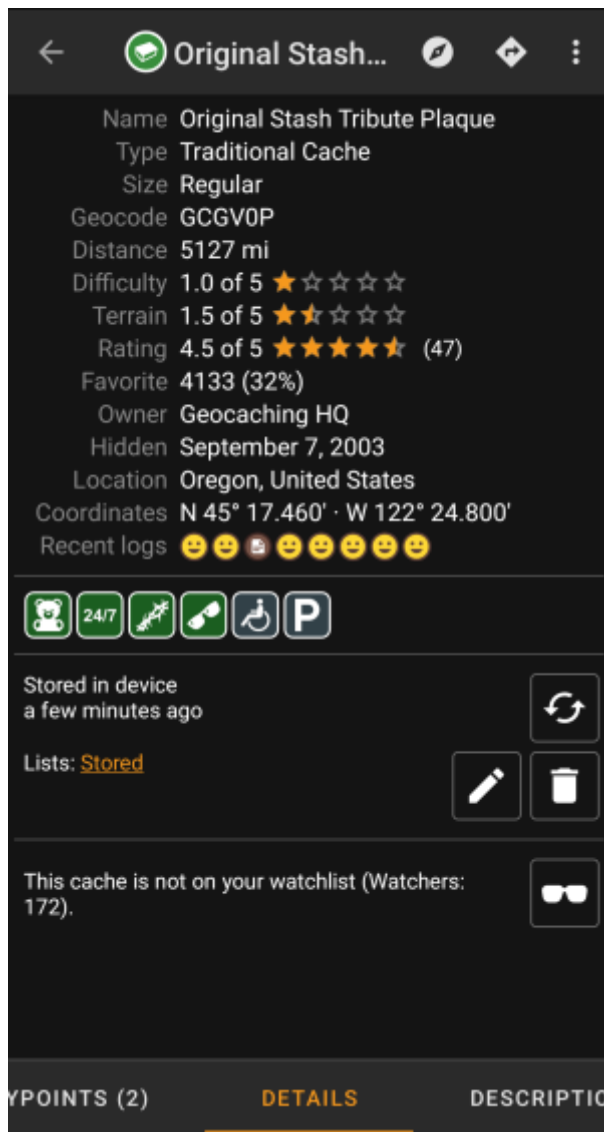 Original Stash...
Name Original Stash Tribute Plaque
Type Traditional Cache
Size Regular
Geocode GCGV0P
Distance 5127 mi
Difficulty 1.0 of 5
Terrain 1.5 of 5
Rating 4.5 of 5 (47)
Favorite 4133 (32%)
Owner Geocaching HQ
Hidden September 7, 2003
Location Oregon, United States
Coordinates N 45° 17.460' · W 122° 24.800'
Recent logs
24/7 P
Stored in device
a few minutes ago
Lists: Stored
This cache is not on your watchlist (Watchers:
172).
YPOINTS (2) DETAILS DESCRIPTIO